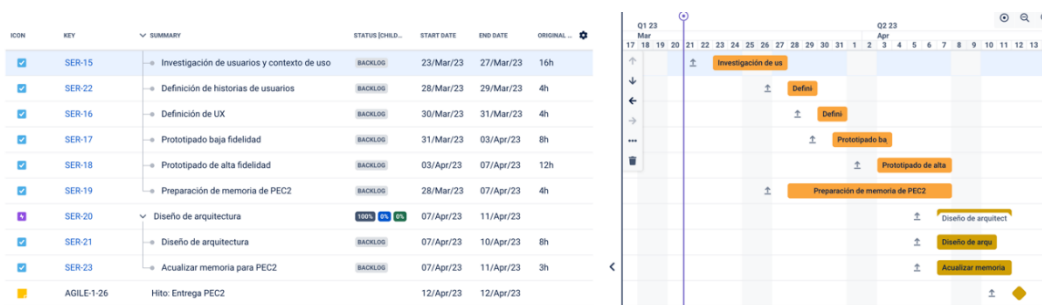 Q1 23 Q2 23
ICON KEY SUMMARY STATUS [CHILD... START DATE END DATE ORIGINAL ... Mar Apr
17 18 19 20 21 22 23 24 25 26 27 28 29 30 31 1 2 3 4 5 6 7 8 9 10 11 12 13
SER-15 Investigación de usuarios y contexto de uso BACKLOG 23/Mar/23 27/Mar/23 16h Investigación de us
SER-22 Definición de historias de usuarios BACKLOG 28/Mar/23 29/Mar/23 4h Defini
SER-16 Definición de UX BACKLOG 30/Mar/23 31/Mar/23 4h Defini
SER-17 Prototipado baja fidelidad BACKLOG 31/Mar/23 03/Apr/23 8h Prototipado ba
SER-18 Prototipado de alta fidelidad BACKLOG 03/Apr/23 07/Apr/23 12h Prototipado de alta
SER-19 Preparación de memoria de PEC2 BACKLOG 28/Mar/23 07/Apr/23 4h Preparación de memoria de PEC2
SER-20 Diseño de arquitectura 100% 0% 0% 07/Apr/23 11/Apr/23 Diseño de arquitect
SER-21 Diseño de arquitectura BACKLOG 07/Apr/23 10/Apr/23 8h Diseño de arqu
SER-23 Acualizar memoria para PEC2 BACKLOG 07/Apr/23 11/Apr/23 3h Acualizar memoria
AGILE-1-26 Hito: Entrega PEC2 12/Apr/23 12/Apr/23